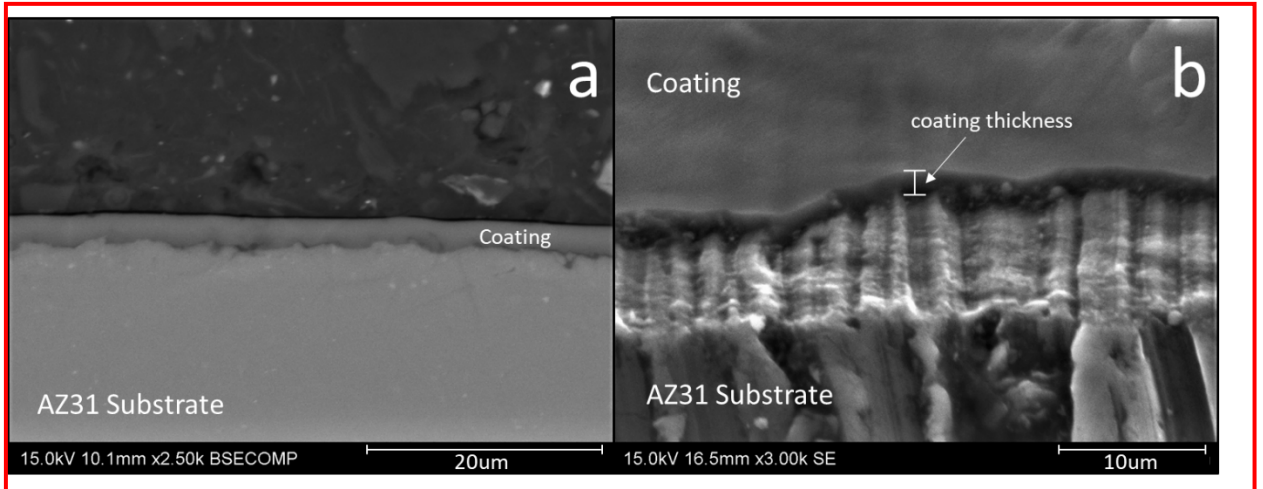 a
Coating
AZ31 Substrate
15.0kV 10.1mm x2.50k BSECOMP
20um
Coating
b
coating thickness
AZ31 Substrate
15.0kV 16.5mm x3.00k SE
10um